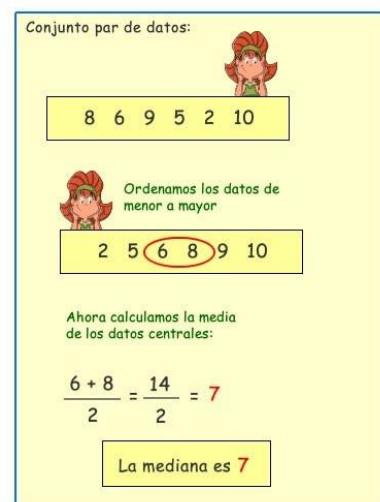 Conjunto par de datos:
8 6 9 5 2 10
Ordenamos los datos de
menor a mayor
2 5 6 8 9 10
Ahora calculamos la media
de los datos centrales:
6 + 8 14
= = 7
2 2
La mediana es 7